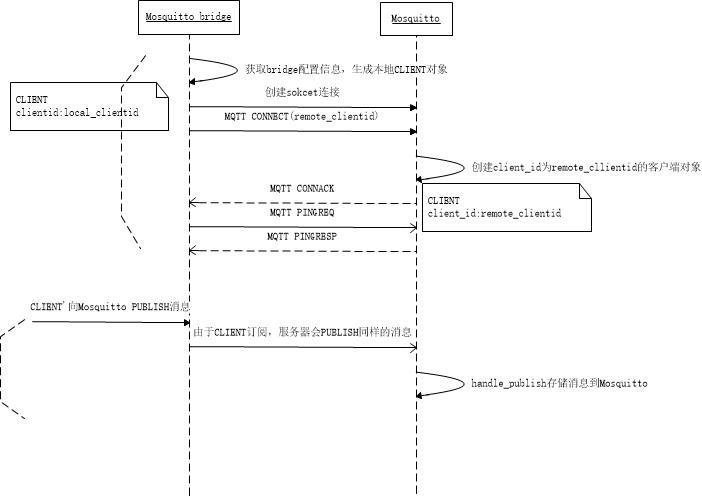 Mosquitto bridge
Mosquitto
获取bridge配置信息，生成本地CLIENT对象
创建sokcet连接
CLIENT
clientid:local_clientid
MQTT CONNECT(remote_clientid)
创建client_id为remote_cllientid的客户端对象
MQTT CONNACK
CLIENT
client_id:remote_clientid
MQTT PINGREQ
MQTT PINGRESP
CLIENT'向Mosquitto PUBLISH消息
由于CLIENT订阅，服务器会PUBLISH同样的消息
handle_publish存储消息到Mosquitto